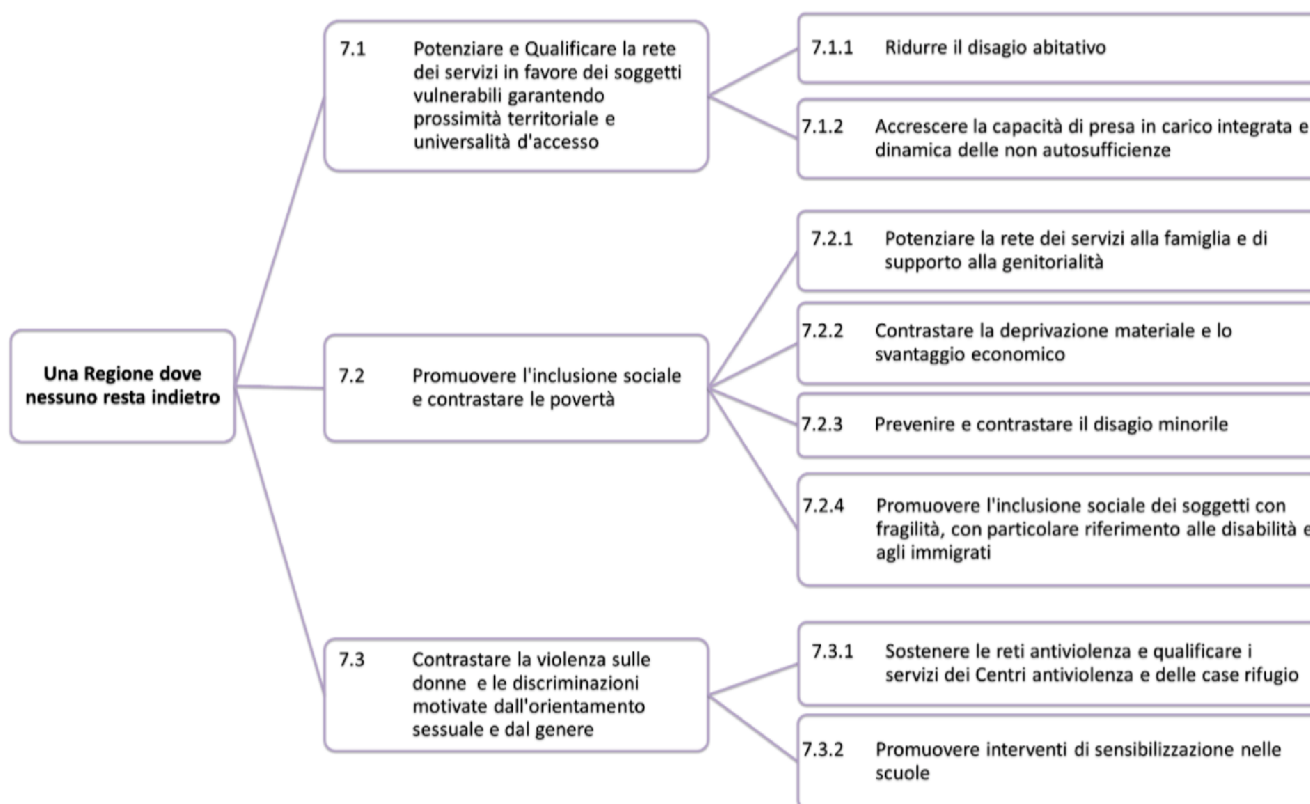 Una Regione dove
nessuno resta indietro
7.1 Potenziare e Qualificare la rete
dei servizi in favore dei soggetti
vulnerabili garantendo
prossimità territoriale e
universalità d'accesso
7.1.1 Ridurre il disagio abitativo
7.1.2 Accrescere la capacità di presa in carico integrata e
dinamica delle non autosufficienze
7.2 Promuovere l'inclusione sociale
e contrastare le povertà
7.2.1 Potenziare la rete dei servizi alla famiglia e di
supporto alla genitorialità
7.2.2 Contrastare la deprivazione materiale e lo
svantaggio economico
7.2.3 Prevenire e contrastare il disagio minorile
7.2.4 Promuovere l'inclusione sociale dei soggetti con
fragilità, con particolare riferimento alle disabilità e
agli immigrati
7.3 Contrastare la violenza sulle
donne e le discriminazioni
motivate dall'orientamento
sessuale e dal genere
7.3.1 Sostenere le reti antiviolenza e qualificare i
servizi dei Centri antiviolenza e delle case rifugio
7.3.2 Promuovere interventi di sensibilizzazione nelle
scuole